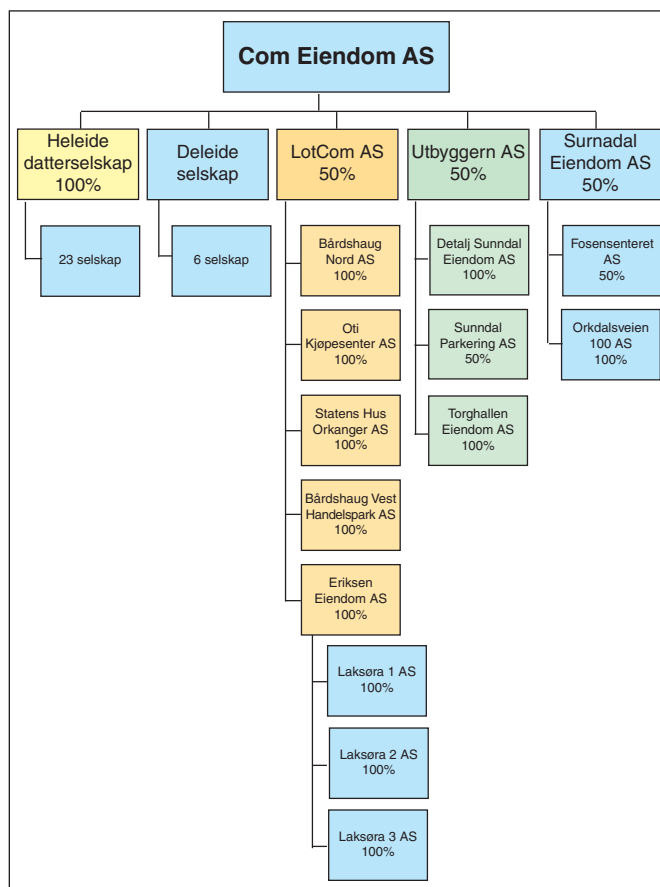 Com Eiendom AS
Heleide
datterselskap
100%
Deleide
selskap
LotCom AS
50%
Utbyggern AS
50%
Surnadal
Eiendom AS
50%
23 selskap
6 selskap
Bårdshaug
Nord AS
100%
Oti
Kjøpesenter AS
100%
Statens Hus
Orkanger AS
100%
Bårdshaug Vest
Handelspark AS
100%
Eriksen
Eiendom AS
100%
Laksøra 1 AS
100%
Laksøra 2 AS
100%
Laksøra 3 AS
100%
Detalj Sunndal
Eiendom AS
100%
Sunndal
Parkering AS
50%
Torghallen
Eiendom AS
100%
Fosensenteret
AS
50%
Orkdalsveien
100 AS
100%